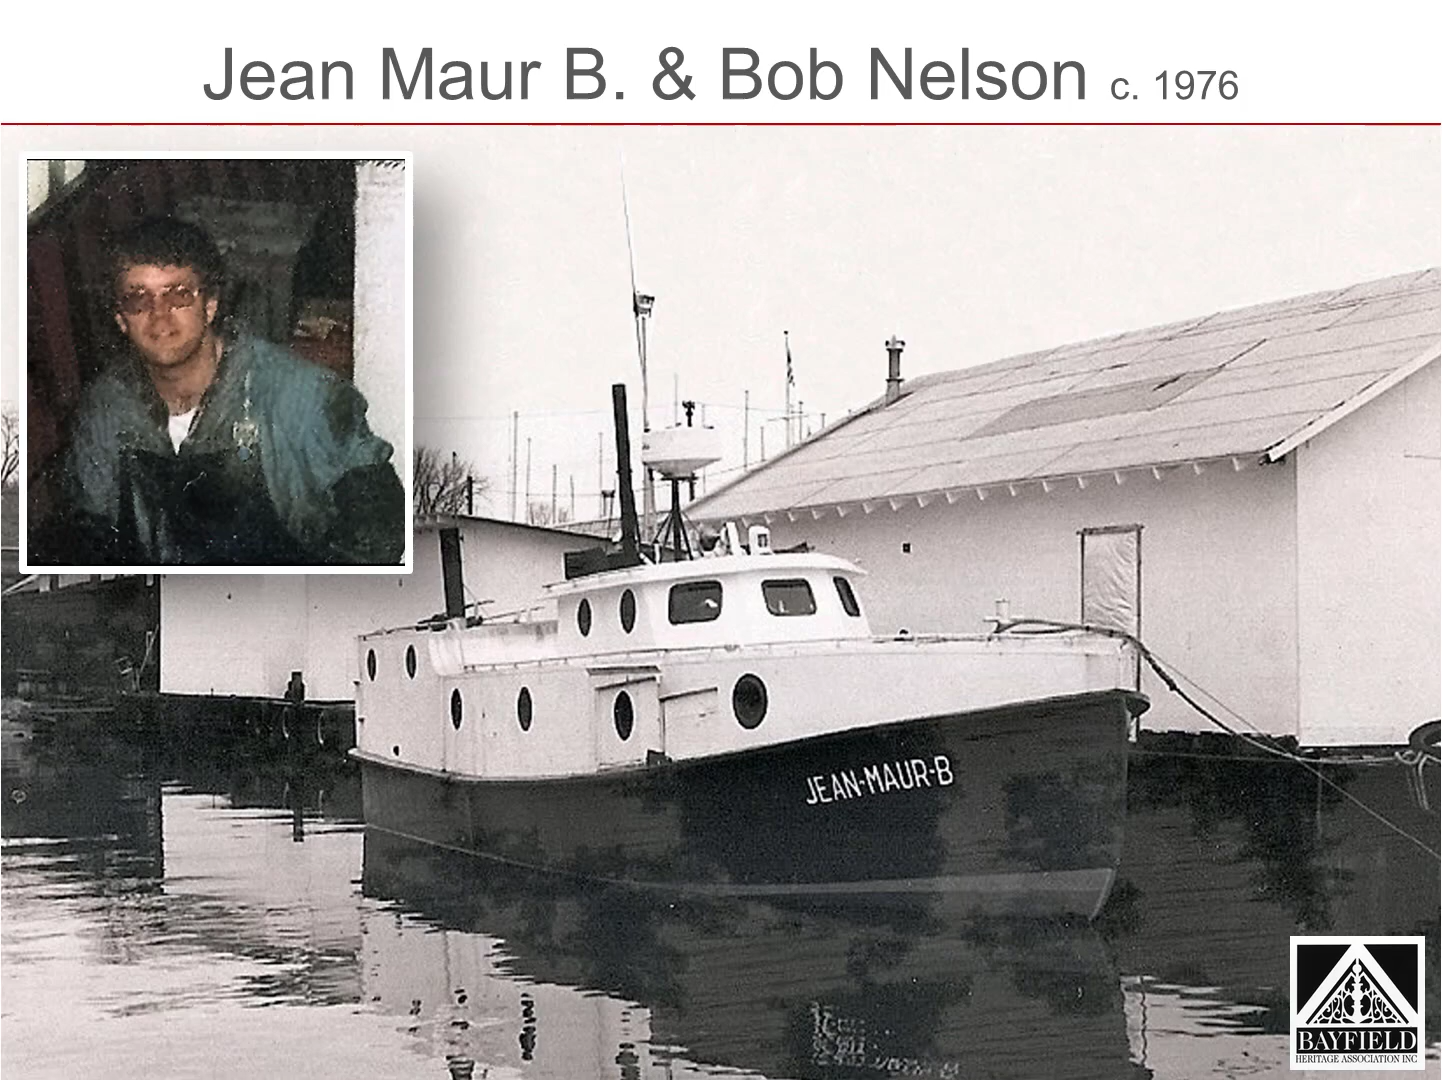 Jean Maur B. & Bob Nelson c. 1976
JEAN-MAUR-B
BAYFIELD
HERITAGE ASSOCIATION INC